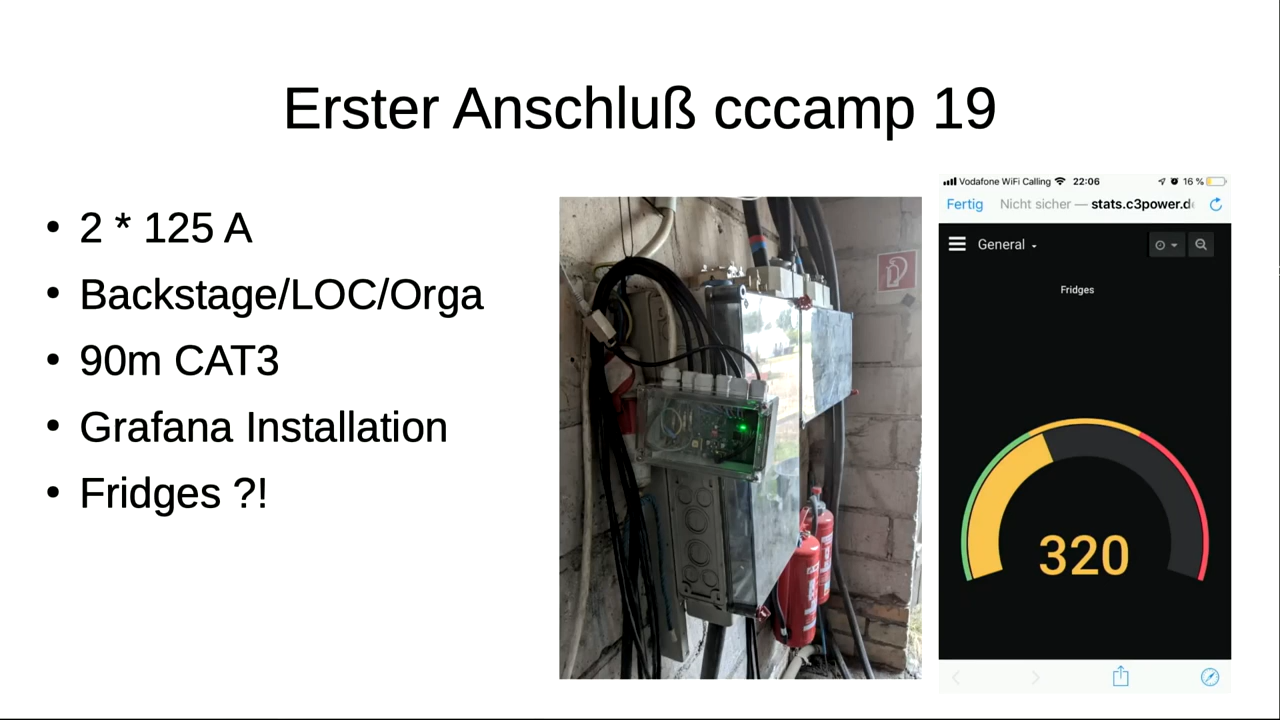 Erster Anschluß cccamp 19
• 2 * 125 A
• Backstage/LOC/Orga
• 90m CAT3
• Grafana Installation
• Fridges ?!
Vodafone WiFi Calling 22:06 16 %
Fertig Nicht sicher — stats.c3power.d
General
Fridges
320